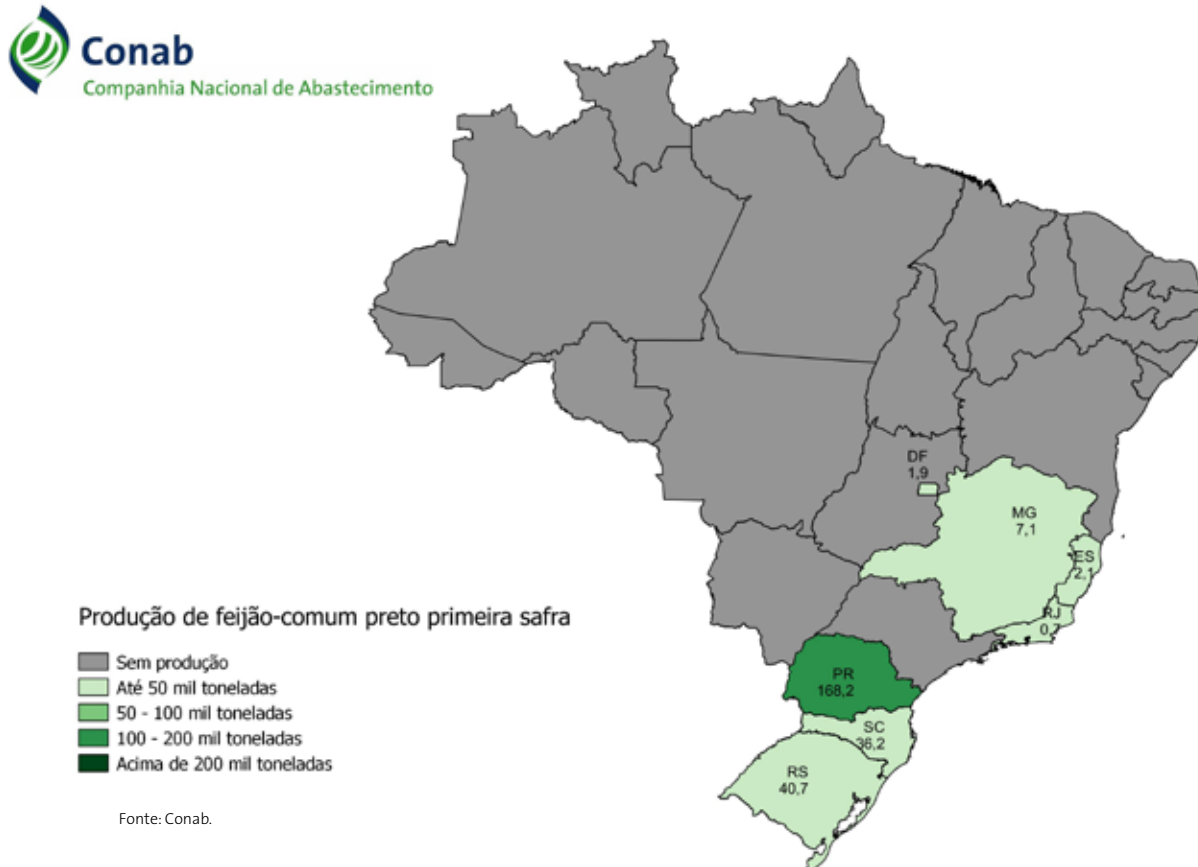 Conab
Companhia Nacional de Abastecimento
DF
1,9
MG
7,1
ES
2,1
RJ
0,7
PR
168,2
SC
36,2
RS
40,7
Produção de feijão-comum preto primeira safra
Sem produção
Até 50 mil toneladas
50 - 100 mil toneladas
100 - 200 mil toneladas
Acima de 200 mil toneladas
Fonte: Conab.